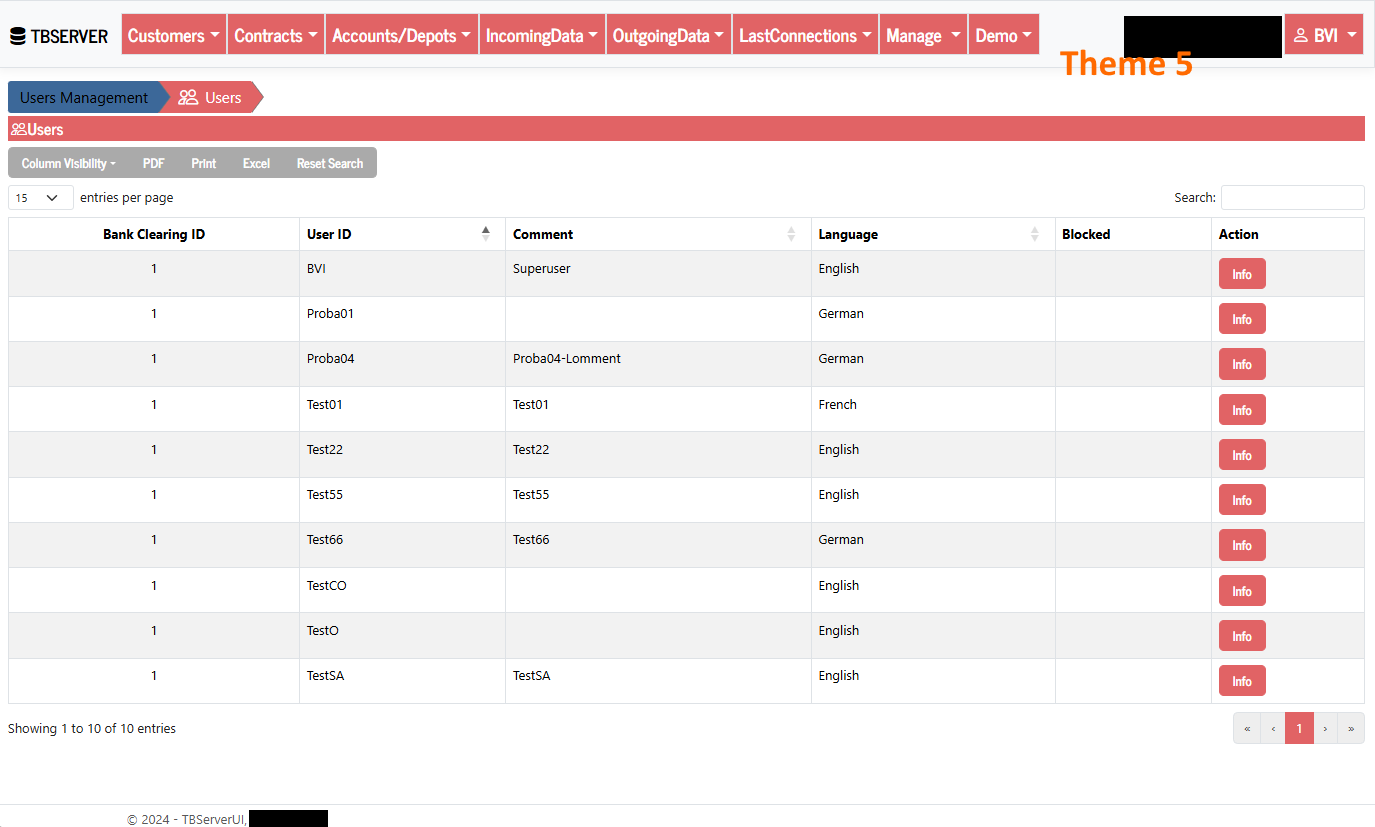 TBSERVER Customers Contracts Accounts/Depots IncomingData OutgoingData LastConnections Manage Demo BVI
Theme 5
Users Management Users
Users
Column Visibility PDF Print Excel Reset Search
15 entries per page Search:
Bank Clearing ID User ID Comment Language Blocked Action
1 BVI Superuser English Info
1 Proba01 German Info
1 Proba04 Proba04-Lomment German Info
1 Test01 Test01 French Info
1 Test22 Test22 English Info
1 Test55 Test55 English Info
1 Test66 Test66 German Info
1 TestCO English Info
1 TestO English Info
1 TestSA TestSA English Info
Showing 1 to 10 of 10 entries « ‹ 1 › »
© 2024 - TBServerUI,